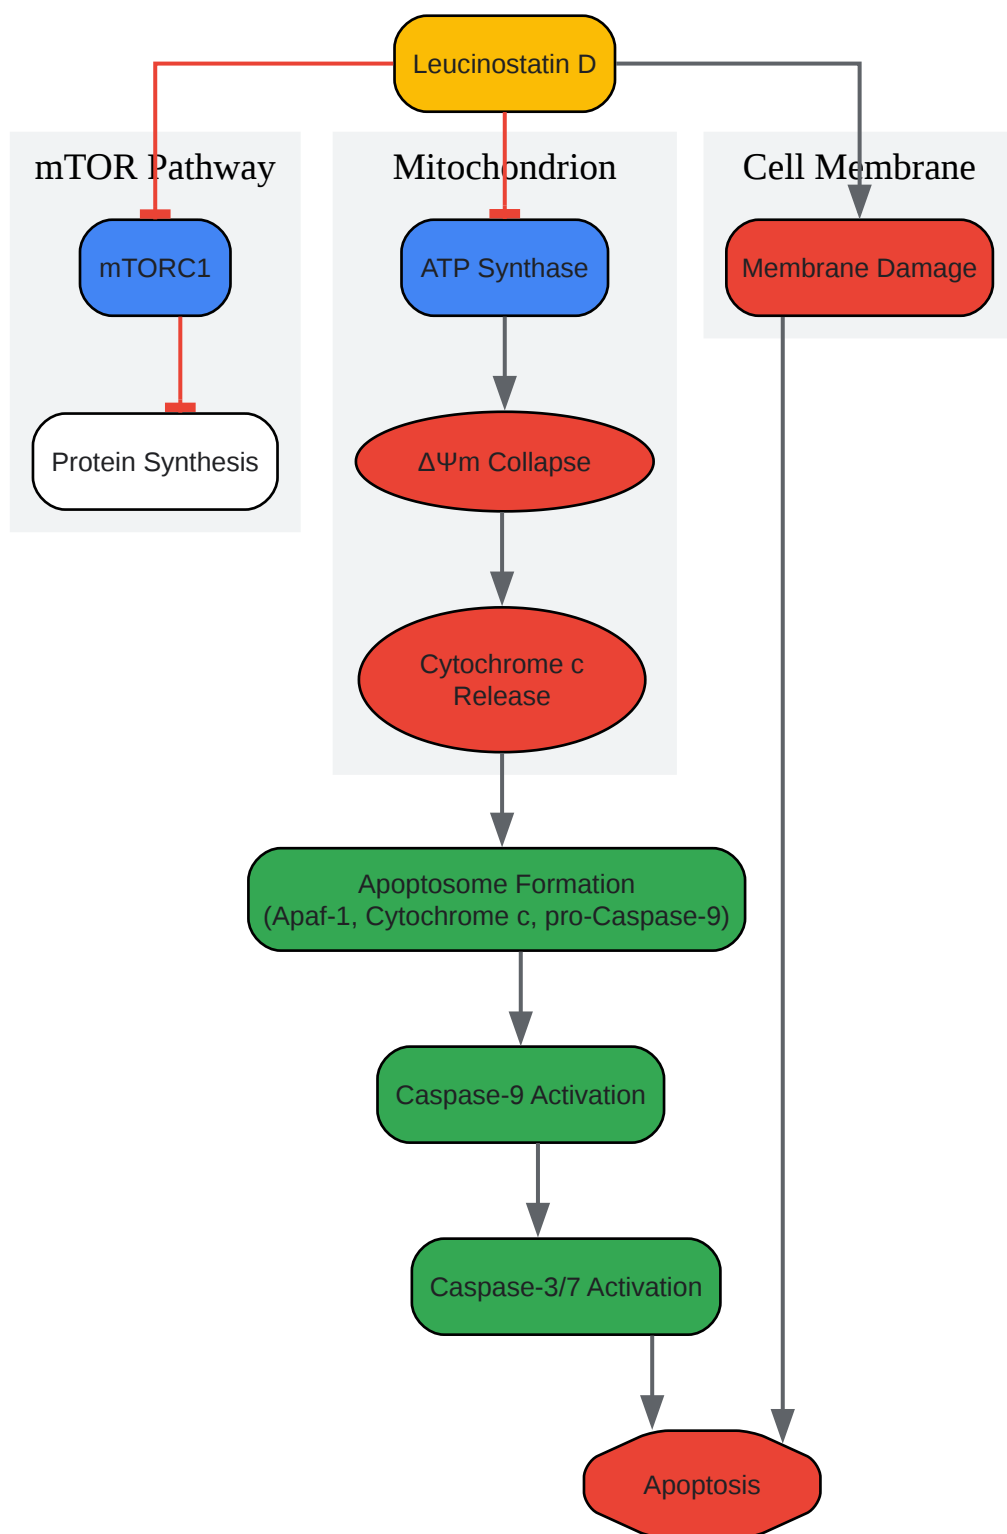 Leucinostatin D
mTOR Pathway
Mitochondrion
Cell Membrane
mTORC1
ATP Synthase
Membrane Damage
Protein Synthesis
ΔΨm Collapse
Cytochrome c
Release
Apoptosome Formation
(Apaf-1, Cytochrome c, pro-Caspase-9)
Caspase-9 Activation
Caspase-3/7 Activation
Apoptosis